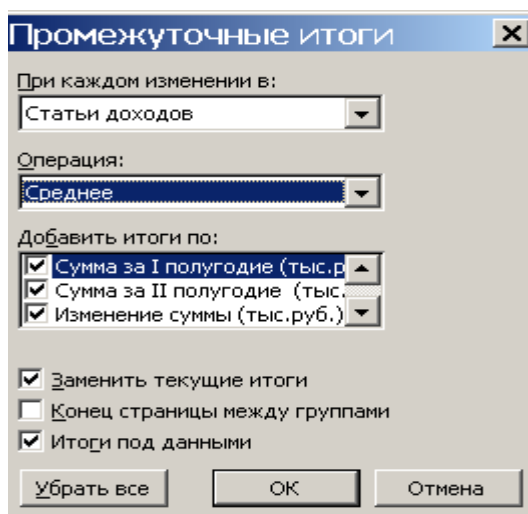 Промежуточные итоги
При каждом изменении в:
Статьи доходов
Операция:
Среднее
Добавить итоги по:
Сумма за I полугодие (тыс.р
Сумма за II полугодие (тыс.
Изменение суммы (тыс.руб.)
Заменить текущие итоги
Конец страницы между группами
Итоги под данными
Убрать все ОК Отмена